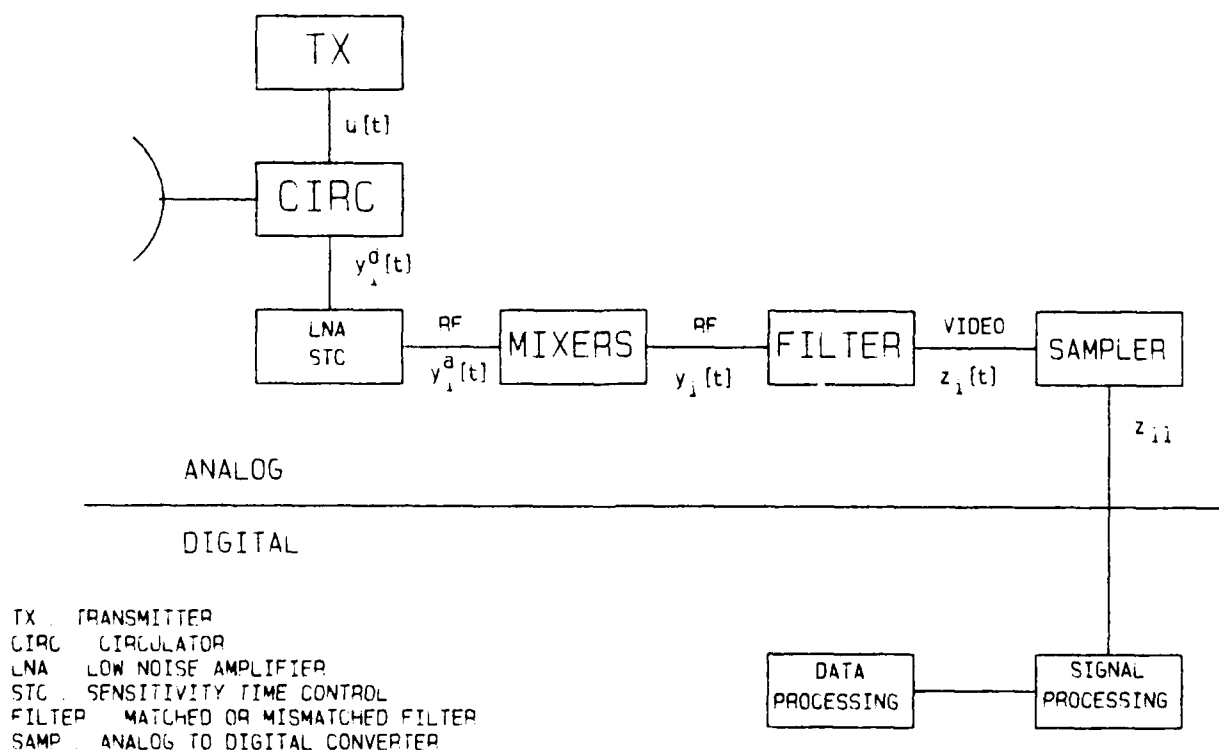 TX
u[t]
CIRC
y_i^a[t]
LNA
STC
RF
y_i^a[t]
MIXERS
RF
y_i[t]
FILTER
VIDEO
z_i[t]
SAMPLER
z_il
ANALOG
DIGITAL
TX . TRANSMITTER
CIRC CIRCULATOR
LNA LOW NOISE AMPLIFIER
STC . SENSITIVITY TIME CONTROL
FILTER MATCHED OR MISMATCHED FILTER
SAMP . ANALOG TO DIGITAL CONVERTER
DATA
PROCESSING
SIGNAL
PROCESSING